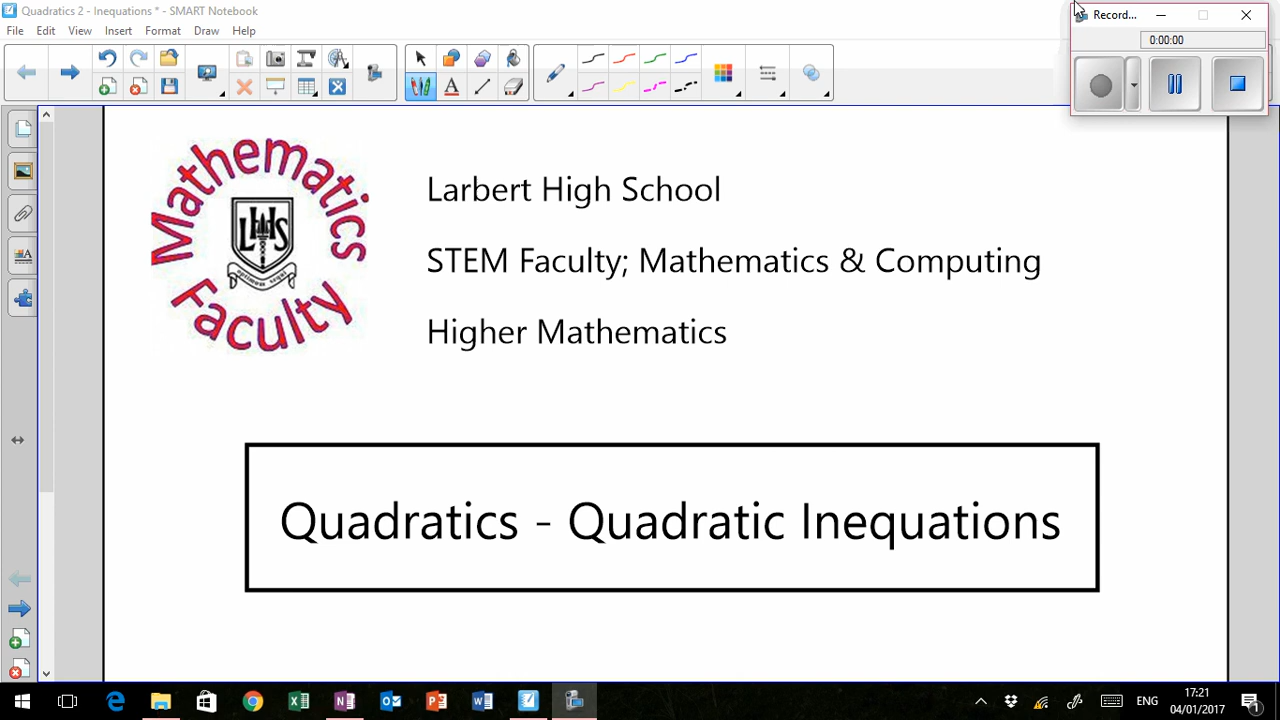 Quadratics 2 - Inequations * - SMART Notebook
Record...
File Edit View Insert Format Draw Help
0:00:00
Mathematics
LHS
Faculty
Larbert High School
STEM Faculty; Mathematics & Computing
Higher Mathematics
Quadratics - Quadratic Inequations
ENG
17:21
04/01/2017